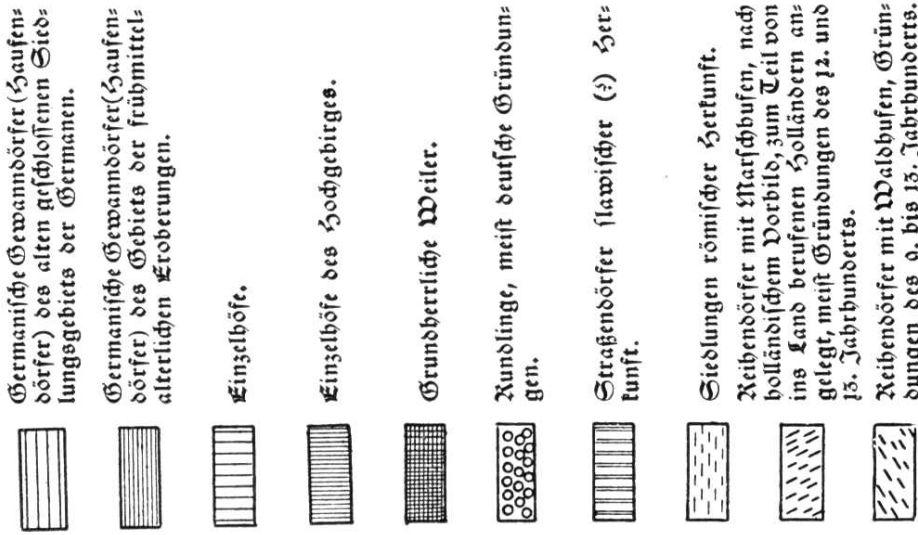 Germanische Gewanndörfer (Haufen=
dörfer) des alten geschlossenen Sied=
lungsgebiets der Germanen.
Germanische Gewanndörfer (Haufen=
dörfer) des Gebiets der frühmittel=
alterlichen Eroberungen.
Einzelhöfe.
Einzelhöfe des Hochgebirges.
Grundherrliche Weiler.
Rundlinge, meist deutsche Gründun=
gen.
Straßendörfer slawischer (?) Her=
kunft.
Siedlungen römischer Herkunft.
Reihendörfer mit Marschhufen, nach
holländischem Vorbild, zum Teil von
ins Land berufenen Holländern an=
gelegt, meist Gründungen des 12. und
13. Jahrhunderts.
Reihendörfer mit Waldhufen, Grün=
dungen des 9. bis 13. Jahrhunderts.